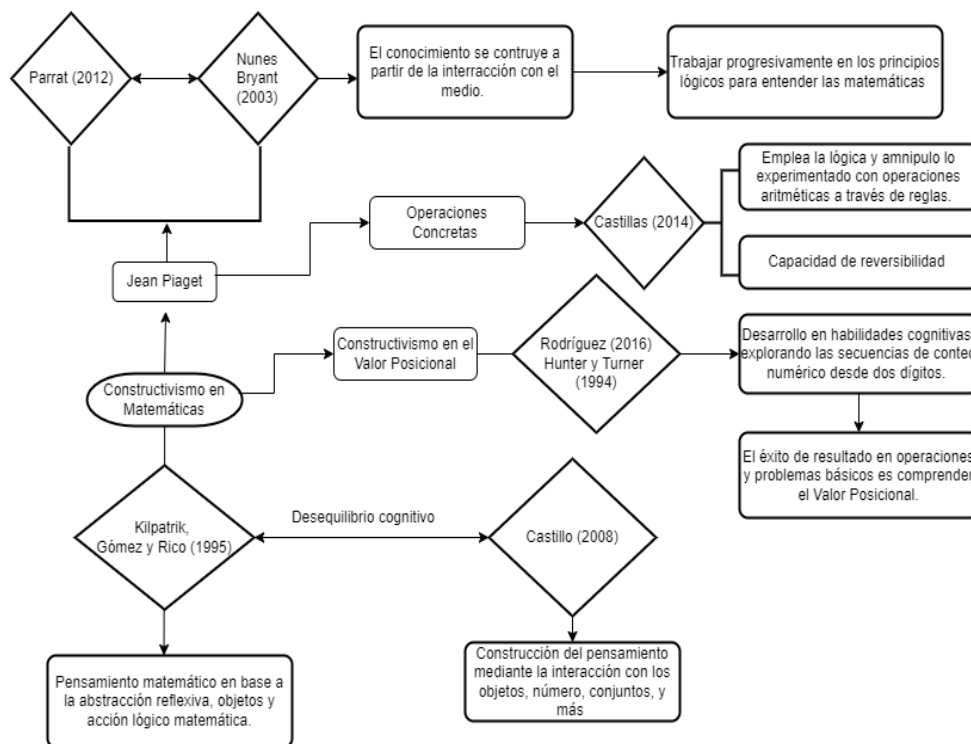 Parrat (2012)
Nunes
Bryant
(2003)
El conocimiento se contruye a
partir de la interracción con el
medio.
Trabajar progresivamente en los principios
lógicos para entender las matemáticas
Emplea la lógica y amnipulo lo
experimentado con operaciones
aritméticas a través de reglas.
Operaciones
Concretas
Castillas (2014)
Capacidad de reversibilidad
Jean Piaget
Constructivismo en el
Valor Posicional
Rodríguez (2016)
Hunter y Turner
(1994)
Desarrollo en habilidades cognitivas
explorando las secuencias de conteo
numérico desde dos dígitos.
Constructivismo en
Matemáticas
El éxito de resultado en operaciones
y problemas básicos es comprender
el Valor Posicional.
Kilpatrik,
Gómez y Rico (1995)
Desequilibrio cognitivo
Castillo (2008)
Pensamiento matemático en base a
la abstracción reflexiva, objetos y
acción lógico matemática.
Construcción del pensamiento
mediante la interacción con los
objetos, número, conjuntos, y
más